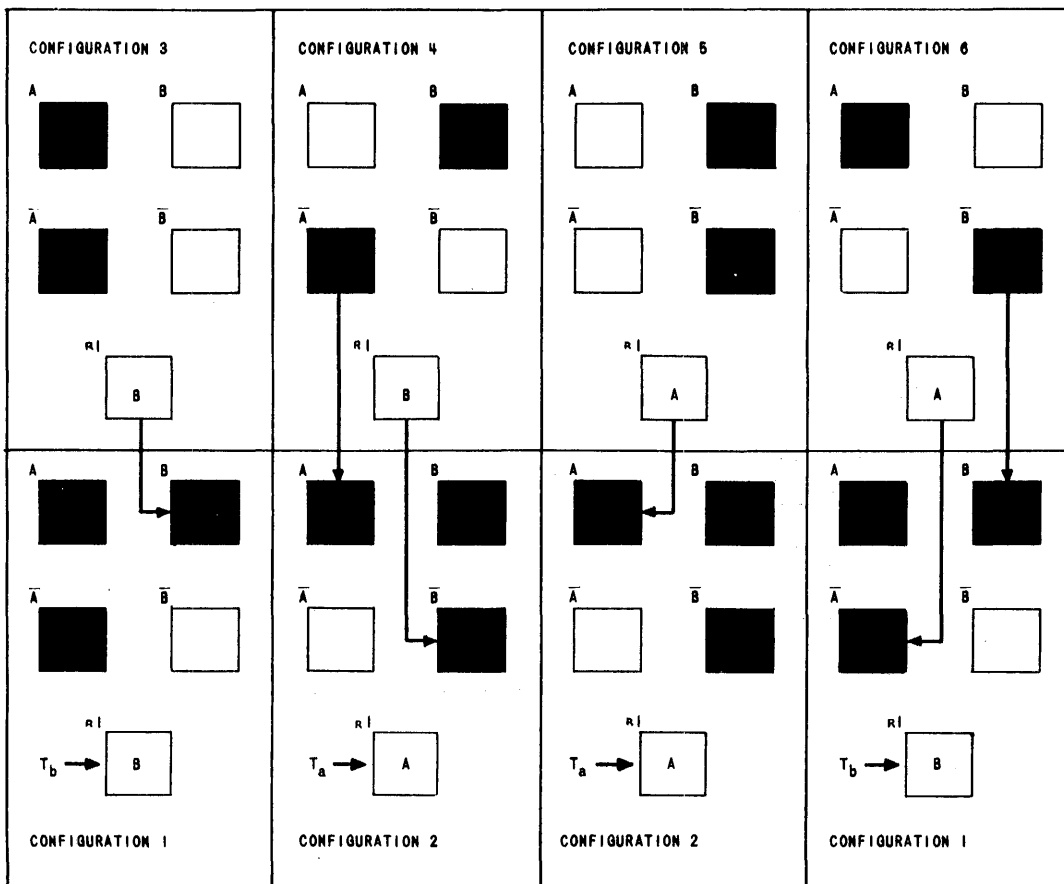 CONFIGURATION 3 CONFIGURATION 4 CONFIGURATION 5 CONFIGURATION 6
A B A B A B A B
A̅ B̅ A̅ B̅ A̅ B̅ A̅ B̅
B B A A
A B A B A B A B
A̅ B̅ A̅ B̅ A̅ B̅ A̅ B̅
T_b B T_a A T_a A T_b B
CONFIGURATION 1 CONFIGURATION 2 CONFIGURATION 2 CONFIGURATION 1